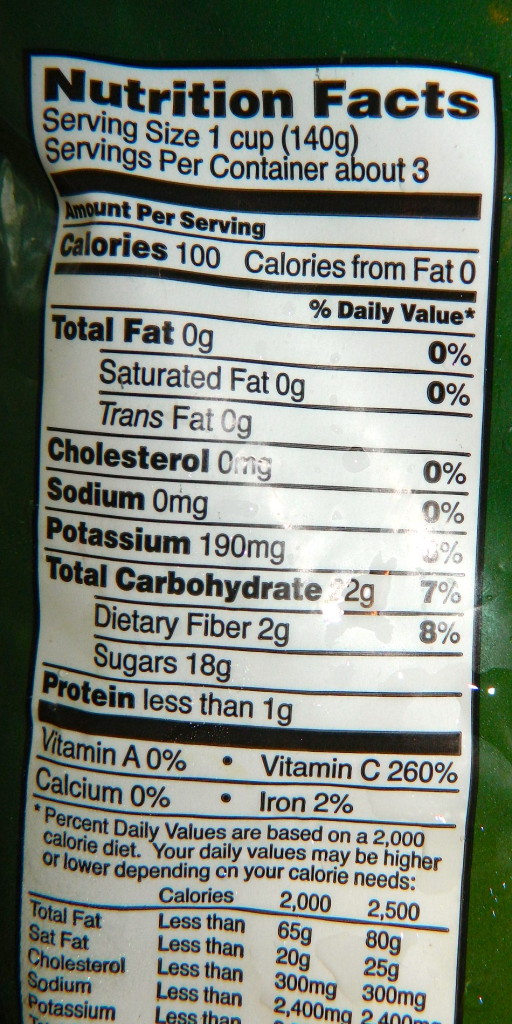 Nutrition Facts
Serving Size 1 cup (140g)
Servings Per Container about 3
Amount Per Serving
Calories 100 Calories from Fat 0
% Daily Value*
Total Fat 0g 0%
Saturated Fat 0g 0%
Trans Fat 0g
Cholesterol 0mg 0%
Sodium 0mg 0%
Potassium 190mg
Total Carbohydrate 7%
Dietary Fiber 2g 8%
Sugars 18g
Protein less than 1g
Vitamin A 0% • Vitamin C 260%
Calcium 0% • Iron 2%
* Percent Daily Values are based on a 2,000
calorie diet. Your daily values may be higher
or lower depending on your calorie needs:
Calories 2,000 2,500
Total Fat Less than 65g 80g
Sat Fat Less than 20g 25g
Cholesterol Less than 300mg 300mg
Sodium Less than 2,400mg
Potassium